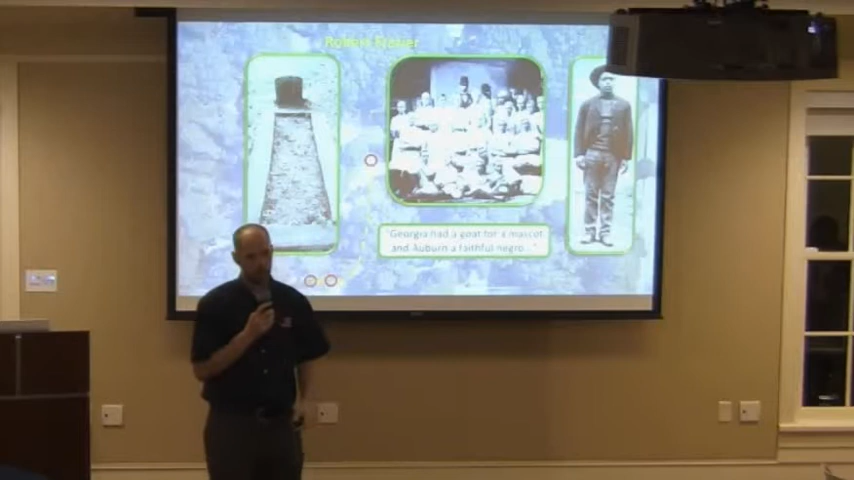 Robert Frazier
"Georgia had a goat for a mascot
and Auburn a faithful negro..."